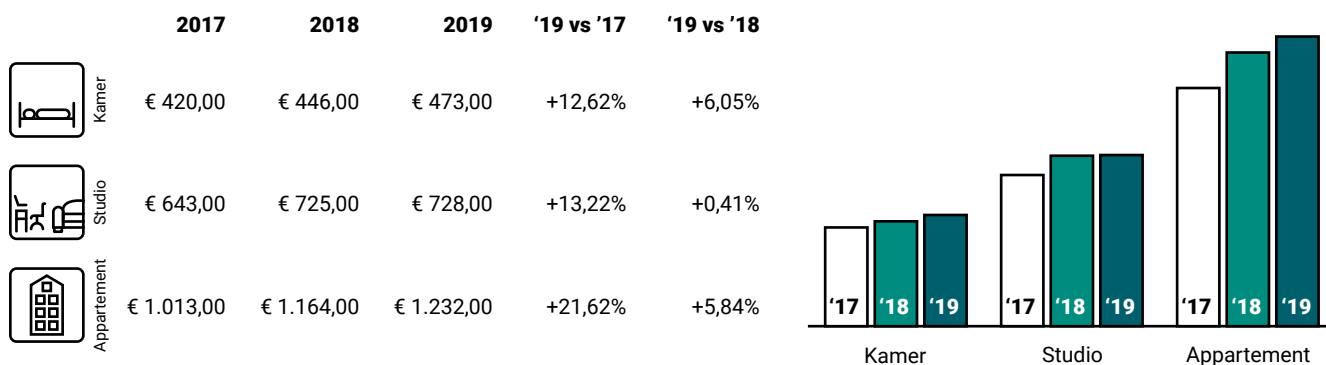 2017 2018 2019 ‘19 vs ’17 ‘19 vs ’18
Kamer € 420,00 € 446,00 € 473,00 +12,62% +6,05%
Studio € 643,00 € 725,00 € 728,00 +13,22% +0,41%
Appartement € 1.013,00 € 1.164,00 € 1.232,00 +21,62% +5,84%
‘17 ‘18 ‘19 ‘17 ‘18 ‘19 ‘17 ‘18 ‘19
Kamer Studio Appartement